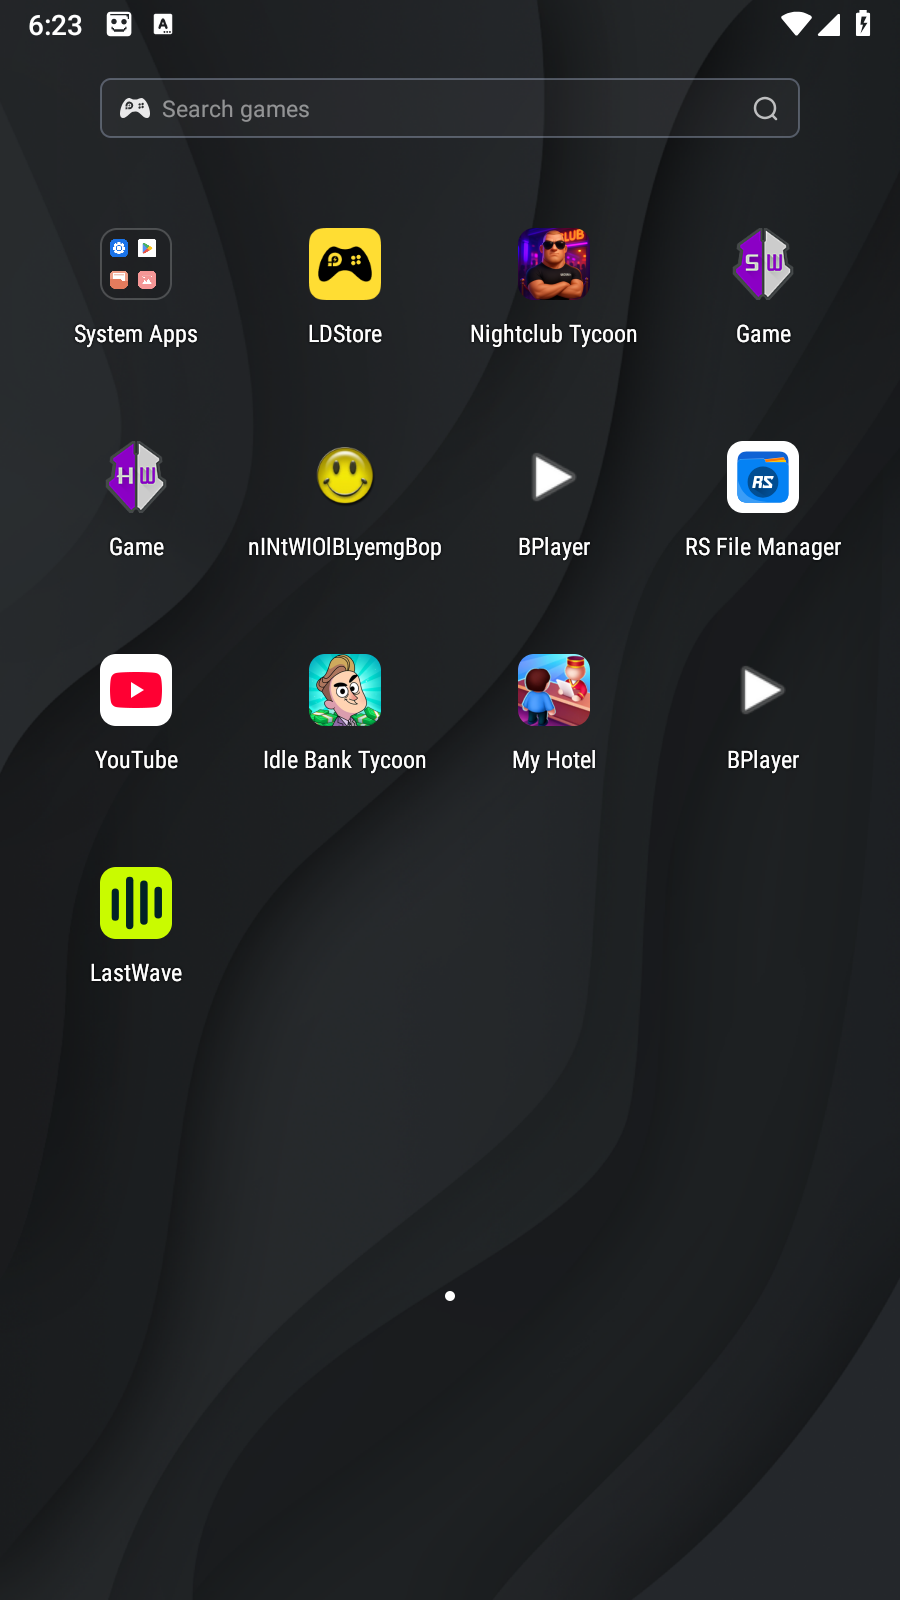 6:23
Search games
System Apps
LDStore
Nightclub Tycoon
Game
Game
nINtWIOlBLyemgBop
BPlayer
RS File Manager
YouTube
Idle Bank Tycoon
My Hotel
BPlayer
LastWave